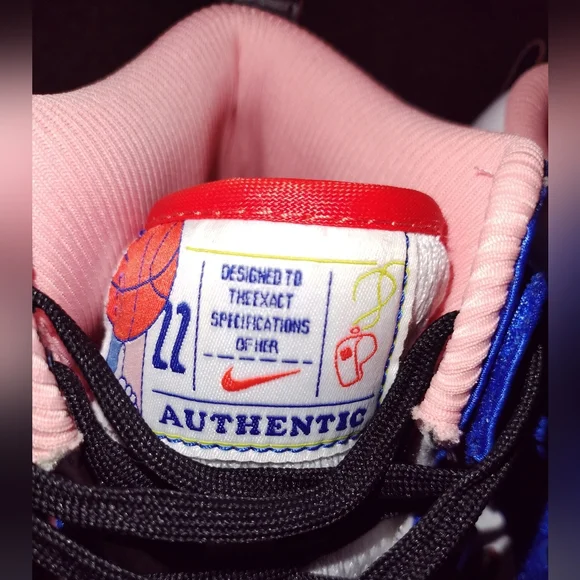 DESIGNED TO
THE EXACT
SPECIFICATIONS
OF HER
22
AUTHENTIC